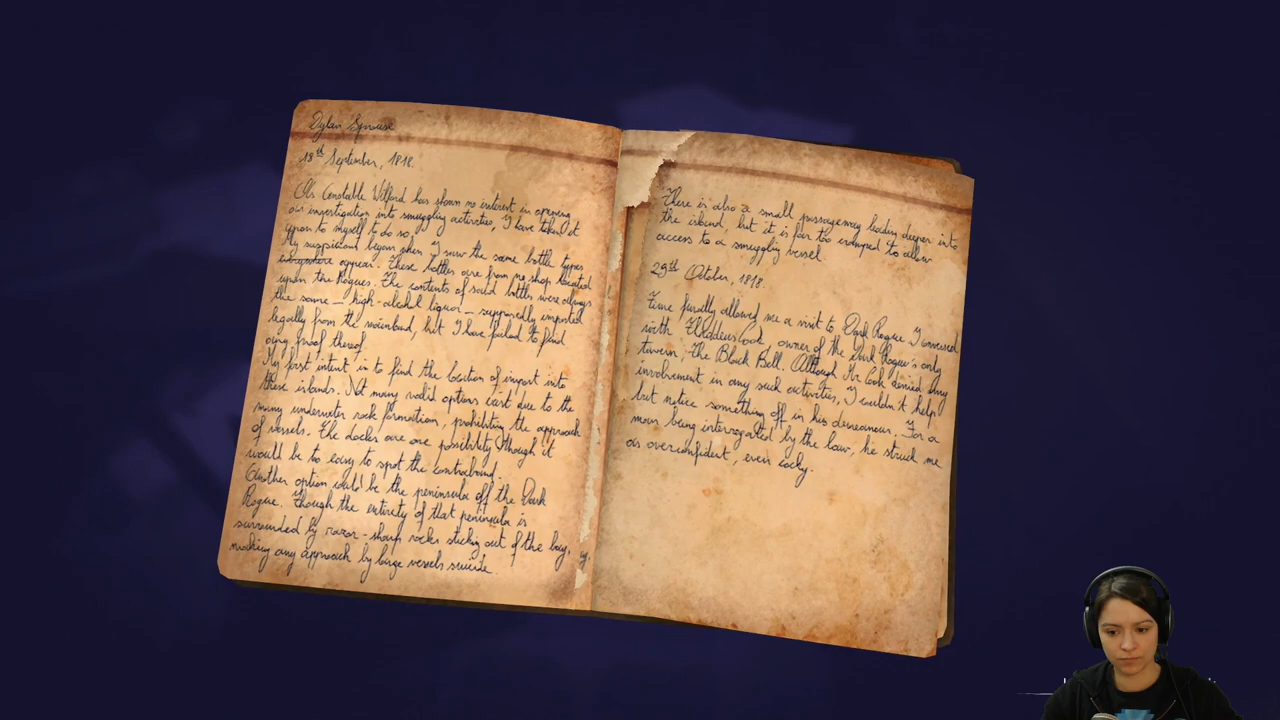 Dylan Sprouse
18th September, 1818.
As Constable Wilford has shown no interest in opening
an investigation into smuggling activities, I have taken it
upon to myself to do so.
My suspicions began when I saw the same bottle types
everywhere appear. These bottles are from no shop located
upon the Rogues. The contents of said bottles were always
the same – high-alcohol liquor – supposedly imported
legally from the mainland, but I have failed to find
any proof thereof.
My first intent is to find the location of import into
these islands. Not many valid options exist due to the
many underwater rock formation, prohibiting the approach
of vessels. The docks are one possibility though it
would be too easy to spot the contraband.
Another option could be the peninsula off the Dark
Rogue. Though the entirety of that peninsula is
surrounded by razor-sharp rocks sticking out of the bay,
making any approach by large vessels suicide.
There is also a small passageway leading deeper into
the island, but it is far too cramped to allow
access to a smuggling vessel.
29th October, 1818.
Time finally allowed me a visit to Dark Rogue. I conversed
with Thaddeus Cook, owner of the Dark Rogue's only
tavern, The Black Bell. Although Mr Cook denied any
involvement in any such activities, I couldn't help
but notice something off in his demeanour. For a
man being interrogated by the law, he struck me
as overconfident, even cocky.